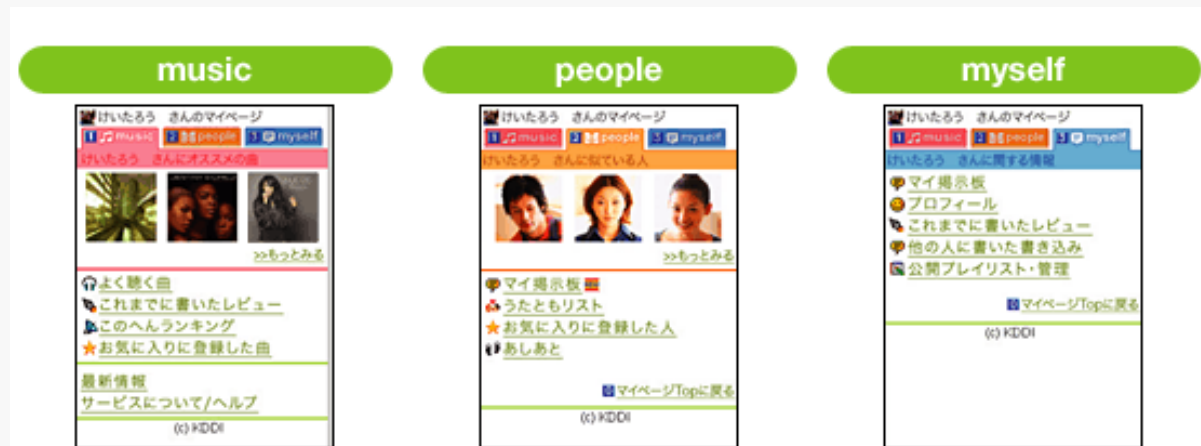 music
けいたろう さんのマイページ
1 music 2 people 3 myself
けいたろう さんにオススメの曲
>>もっとみる
よく聴く曲
これまでに書いたレビュー
このへんランキング
お気に入りに登録した曲
最新情報
サービスについて/ヘルプ
(c) KDDI
people
けいたろう さんのマイページ
1 music 2 people 3 myself
けいたろう さんに似ている人
>>もっとみる
マイ掲示板
うたともリスト
お気に入りに登録した人
あしあと
0 マイページTopに戻る
(c) KDDI
myself
けいたろう さんのマイページ
1 music 2 people 3 myself
けいたろう さんに関する情報
マイ掲示板
プロフィール
これまでに書いたレビュー
他の人に書いた書き込み
公開プレイリスト・管理
0 マイページTopに戻る
(c) KDDI